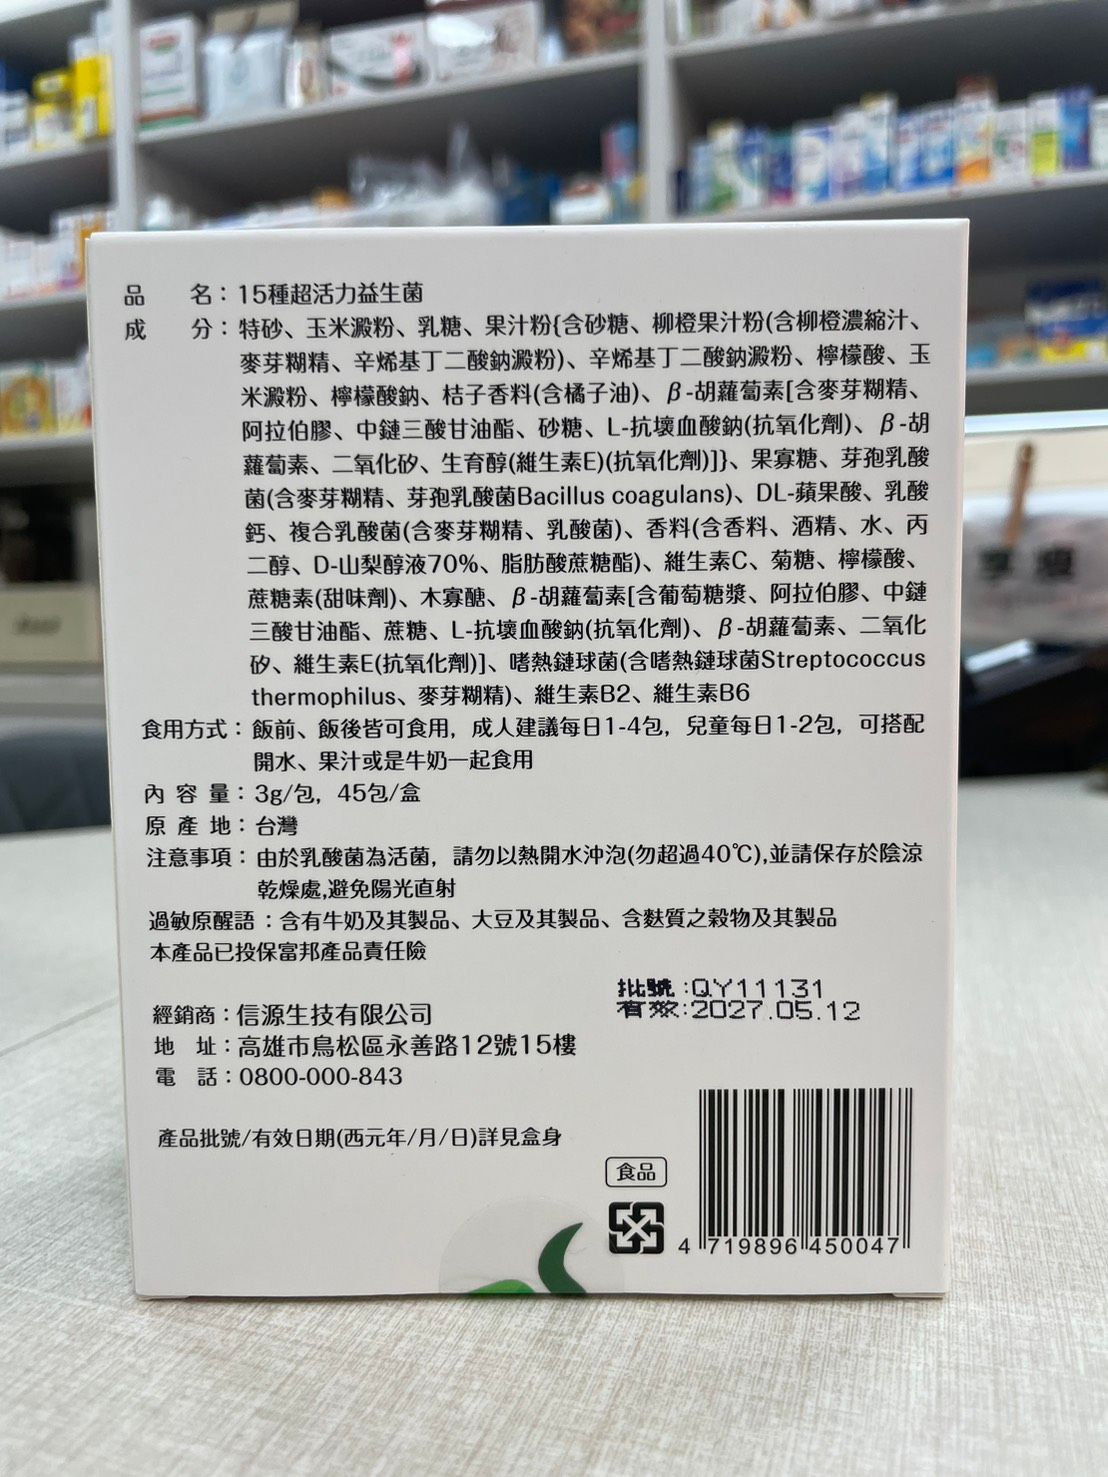 品 名：15種超活力益生菌
成 分：特砂、玉米澱粉、乳糖、果汁粉{含砂糖、柳橙果汁粉(含柳橙濃縮汁、
麥芽糊精、辛烯基丁二酸鈉澱粉)、辛烯基丁二酸鈉澱粉、檸檬酸、玉
米澱粉、檸檬酸鈉、桔子香料(含橘子油)、β-胡蘿蔔素[含麥芽糊精、
阿拉伯膠、中鏈三酸甘油酯、砂糖、L-抗壞血酸鈉(抗氧化劑)、β-胡
蘿蔔素、二氧化矽、生育醇(維生素E)(抗氧化劑)]}、果寡糖、芽孢乳酸
菌(含麥芽糊精、芽孢乳酸菌Bacillus coagulans)、DL-蘋果酸、乳酸
鈣、複合乳酸菌(含麥芽糊精、乳酸菌)、香料(含香料、酒精、水、丙
二醇、D-山梨醇液70%、脂肪酸蔗糖酯)、維生素C、菊糖、檸檬酸、
蔗糖素(甜味劑)、木寡醣、β-胡蘿蔔素[含葡萄糖漿、阿拉伯膠、中鏈
三酸甘油酯、蔗糖、L-抗壞血酸鈉(抗氧化劑)、β-胡蘿蔔素、二氧化
矽、維生素E(抗氧化劑)]、嗜熱鏈球菌(含嗜熱鏈球菌Streptococcus
thermophilus、麥芽糊精)、維生素B2、維生素B6
食用方式：飯前、飯後皆可食用，成人建議每日1-4包，兒童每日1-2包，可搭配
開水、果汁或是牛奶一起食用
內 容 量：3g/包，45包/盒
原 產 地：台灣
注意事項：由於乳酸菌為活菌，請勿以熱開水沖泡(勿超過40℃),並請保存於陰涼
乾燥處,避免陽光直射
過敏原醒語：含有牛奶及其製品、大豆及其製品、含麩質之穀物及其製品
本產品已投保富邦產品責任險
批號:QY11131
有效:2027.05.12
經銷商：信源生技有限公司
地 址：高雄市鳥松區永善路12號15樓
電 話：0800-000-843
產品批號/有效日期(西元年/月/日)詳見盒身
食品
4 719896 450047